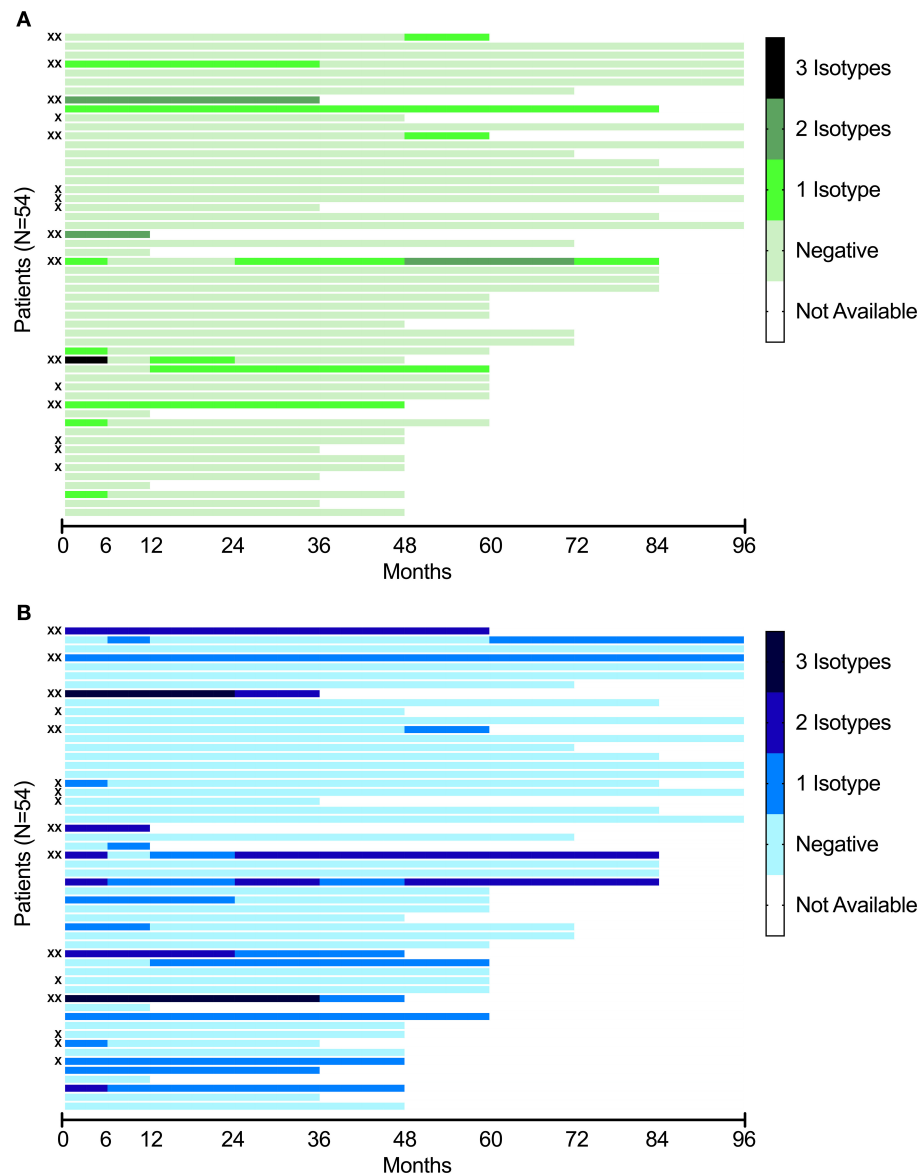 A
XX
XX
XX
X
XX
X
X
X
XX
XX
XX
X
XX
X
X
X
Patients (N=54)
0 6 12 24 36 48 60 72 84 96
Months
3 Isotypes
2 Isotypes
1 Isotype
Negative
Not Available
B
XX
XX
XX
X
XX
X
X
X
XX
XX
XX
X
XX
X
X
X
Patients (N=54)
0 6 12 24 36 48 60 72 84 96
Months
3 Isotypes
2 Isotypes
1 Isotype
Negative
Not Available